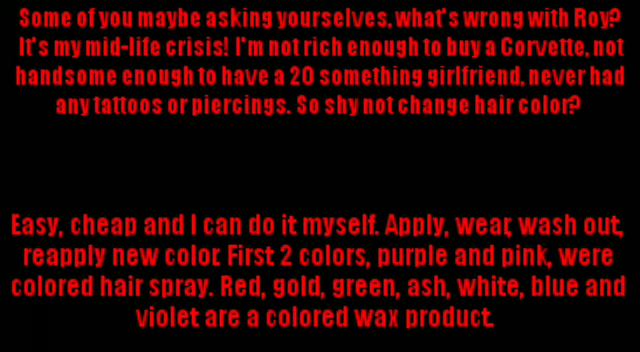 Some of you maybe asking yourselves, what's wrong with Roy?
It's my mid-life crisis! I'm not rich enough to buy a Corvette, not
handsome enough to have a 20 something girlfriend, never had
any tattoos or piercings. So shy not change hair color?
Easy, cheap and I can do it myself. Apply, wear, wash out,
reapply new color. First 2 colors, purple and pink, were
colored hair spray. Red, gold, green, ash, white, blue and
violet are a colored wax product.